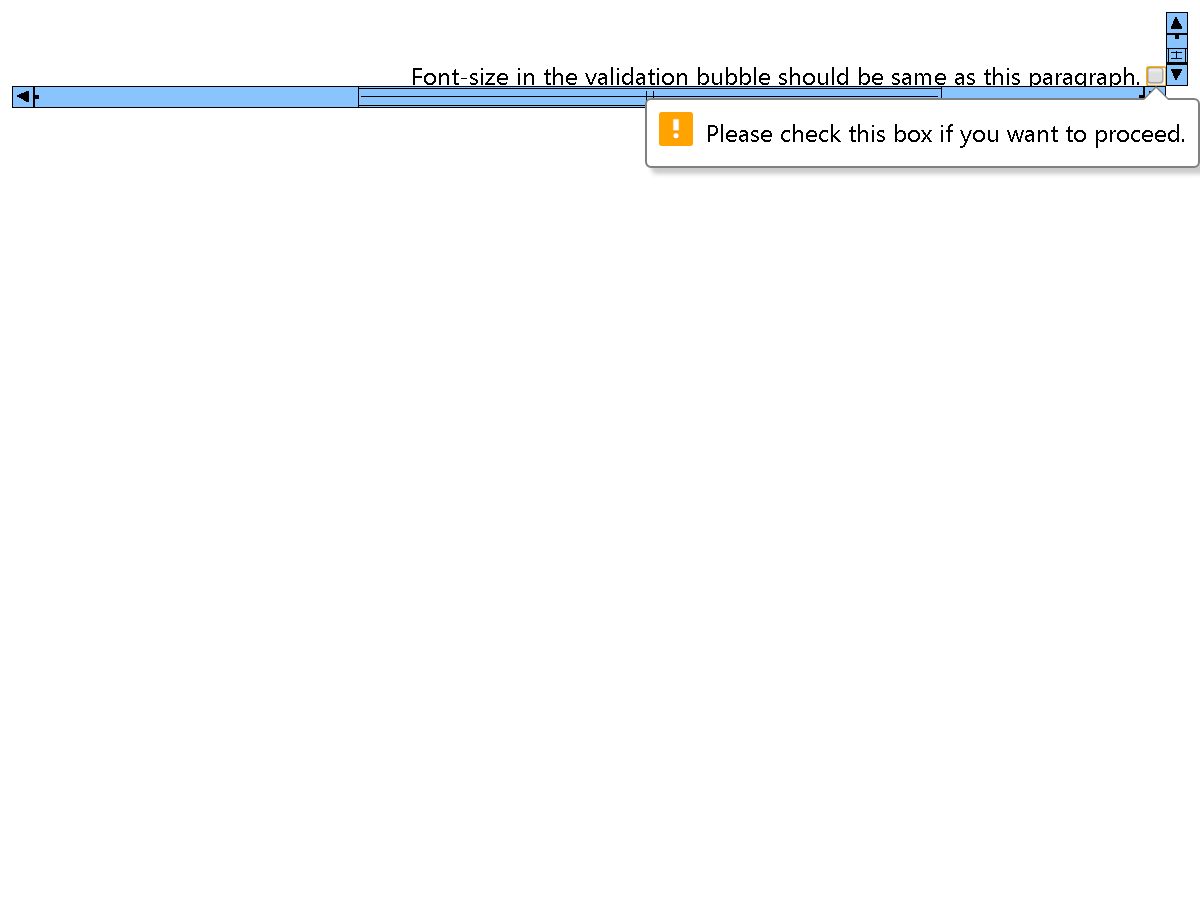 Font-size in the validation bubble should be same as this paragraph.
Please check this box if you want to proceed.